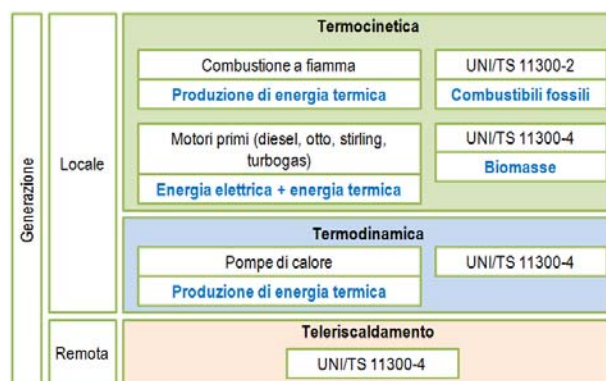 Generazione
Locale
Termocinetica
Combustione a fiamma
Produzione di energia termica
UNI/TS 11300-2
Combustibili fossili
Motori primi (diesel, otto, stirling,
turbogas)
Energia elettrica + energia termica
UNI/TS 11300-4
Biomasse
Termodinamica
Pompe di calore
Produzione di energia termica
UNI/TS 11300-4
Remota
Teleriscaldamento
UNI/TS 11300-4